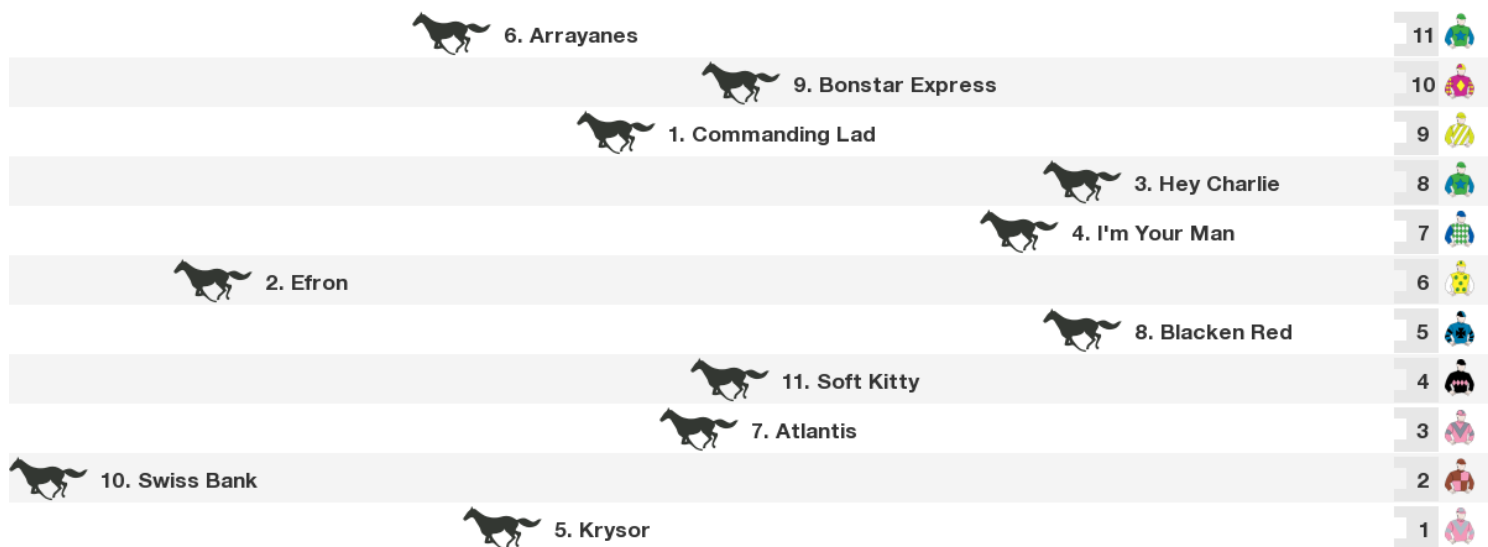 6. Arrayanes 11
9. Bonstar Express 10
1. Commanding Lad 9
3. Hey Charlie 8
4. I'm Your Man 7
2. Efron 6
8. Blacken Red 5
11. Soft Kitty 4
7. Atlantis 3
10. Swiss Bank 2
5. Krysor 1